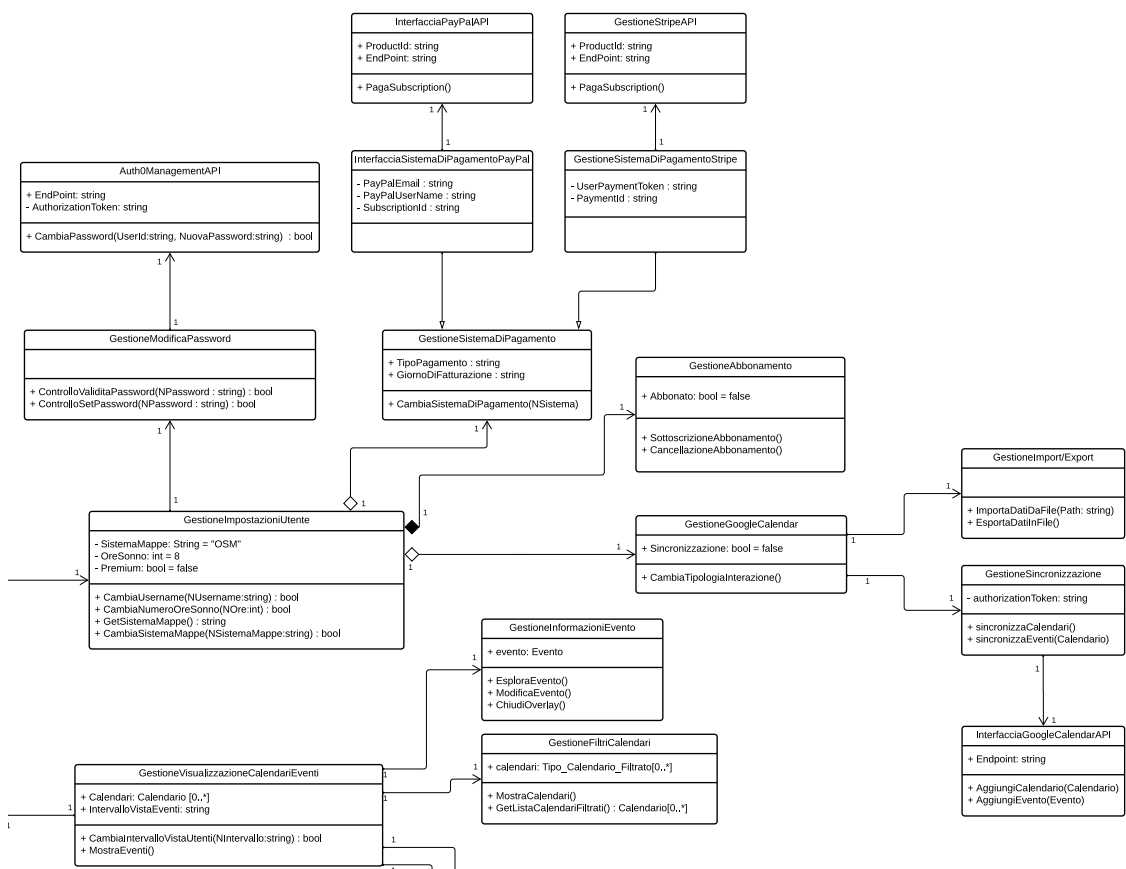 InterfacciaPayPalAPI
+ ProductId: string
+ EndPoint: string
+ PagaSubscription()
GestioneStripeAPI
+ ProductId: string
+ EndPoint: string
+ PagaSubscription()
1
1
1
1
InterfacciaSistemaDiPagamentoPayPal
- PayPalEmail : string
- PayPalUserName : string
- SubscriptionId : string
GestioneSistemaDiPagamentoStripe
- UserPaymentToken : string
- PaymentId : string
Auth0ManagementAPI
+ EndPoint: string
- AuthorizationToken: string
+ CambiaPassword(UserId:string, NuovaPassword:string) : bool
1
1
GestioneModificaPassword
+ ControlloValiditaPassword(NPassword : string) : bool
+ ControlloSetPassword(NPassword : string) : bool
1
1
GestioneSistemaDiPagamento
+ TipoPagamento : string
+ GiornoDiFatturazione : string
+ CambiaSistemaDiPagamento(NSistema)
1
1
GestioneAbbonamento
+ Abbonato: bool = false
+ SottoscrizioneAbbonamento()
+ CancellazioneAbbonamento()
1
1
GestioneImpostazioniUtente
- SistemaMappe: String = "OSM"
- OreSonno: int = 8
- Premium: bool = false
+ CambiaUsername(NUsername:string) : bool
+ CambiaNumeroOreSonno(NOre:int) : bool
+ GetSistemaMappe() : string
+ CambiaSistemaMappe(NSistemaMappe:string) : bool
1
1
1
GestioneGoogleCalendar
+ Sincronizzazione: bool = false
+ CambiaTipologiaInterazione()
1
1
GestioneImport/Export
+ ImportaDatiDaFile(Path: string)
+ EsportaDatiInFile()
1
1
GestioneSincronizzazione
- authorizationToken: string
+ sincronizzaCalendari()
+ sincronizzaEventi(Calendario)
1
1
InterfacciaGoogleCalendarAPI
+ Endpoint: string
+ AggiungiCalendario(Calendario)
+ AggiungiEvento(Evento)
GestioneInformazioniEvento
+ evento: Evento
+ EsploraEvento()
+ ModificaEvento()
+ ChiudiOverlay()
1
1
GestioneFiltriCalendari
+ calendari: Tipo_Calendario_Filtrato[0..*]
+ MostraCalendari()
+ GetListaCalendariFiltrati() : Calendario[0..*]
1
1
GestioneVisualizzazioneCalendariEventi
+ Calendari: Calendario [0..*]
+ IntervalloVistaEventi: string
+ CambiaIntervalloVistaUtenti(NIntervallo:string) : bool
+ MostraEventi()
1
1
1
1